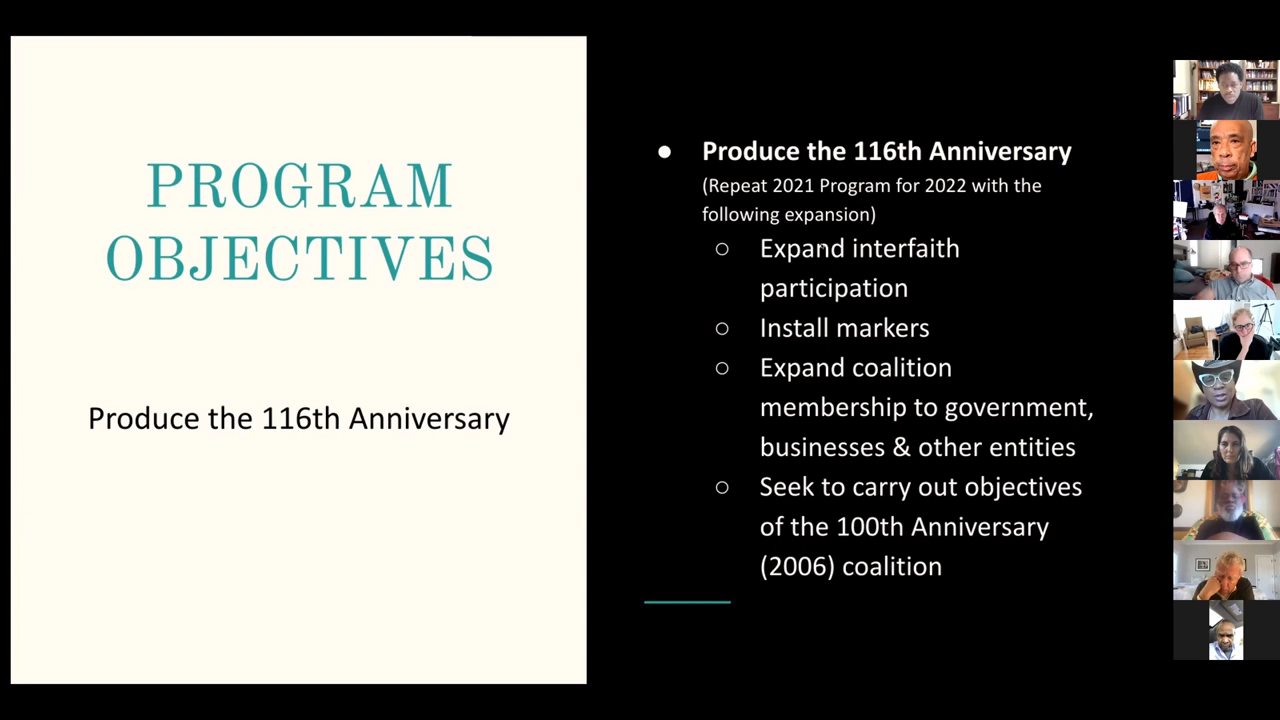 PROGRAM
OBJECTIVES
Produce the 116th Anniversary
● Produce the 116th Anniversary
(Repeat 2021 Program for 2022 with the
following expansion)
○ Expand interfaith
participation
○ Install markers
○ Expand coalition
membership to government,
businesses & other entities
○ Seek to carry out objectives
of the 100th Anniversary
(2006) coalition